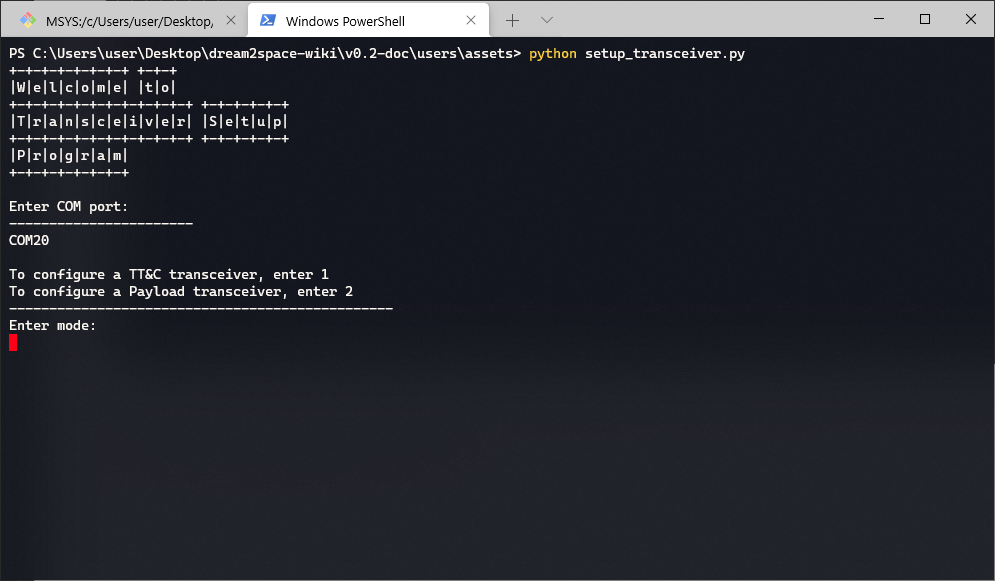 MSYS:/c/Users/user/Desktop/
Windows PowerShell
PS C:\Users\user\Desktop\dream2space-wiki\v0.2-doc\users\assets> python setup_transceiver.py
+-+-+-+-+-+-+-+ +-+-+
|W|e|l|c|o|m|e| |t|o|
+-+-+-+-+-+-+-+-+-+-+-+ +-+-+-+-+-+
|T|r|a|n|s|c|e|i|v|e|r| |S|e|t|u|p|
+-+-+-+-+-+-+-+-+-+-+-+ +-+-+-+-+-+
|P|r|o|g|r|a|m|
+-+-+-+-+-+-+-+
Enter COM port:
-----------------------
COM20
To configure a TT&C transceiver, enter 1
To configure a Payload transceiver, enter 2
------------------------------------------------
Enter mode: